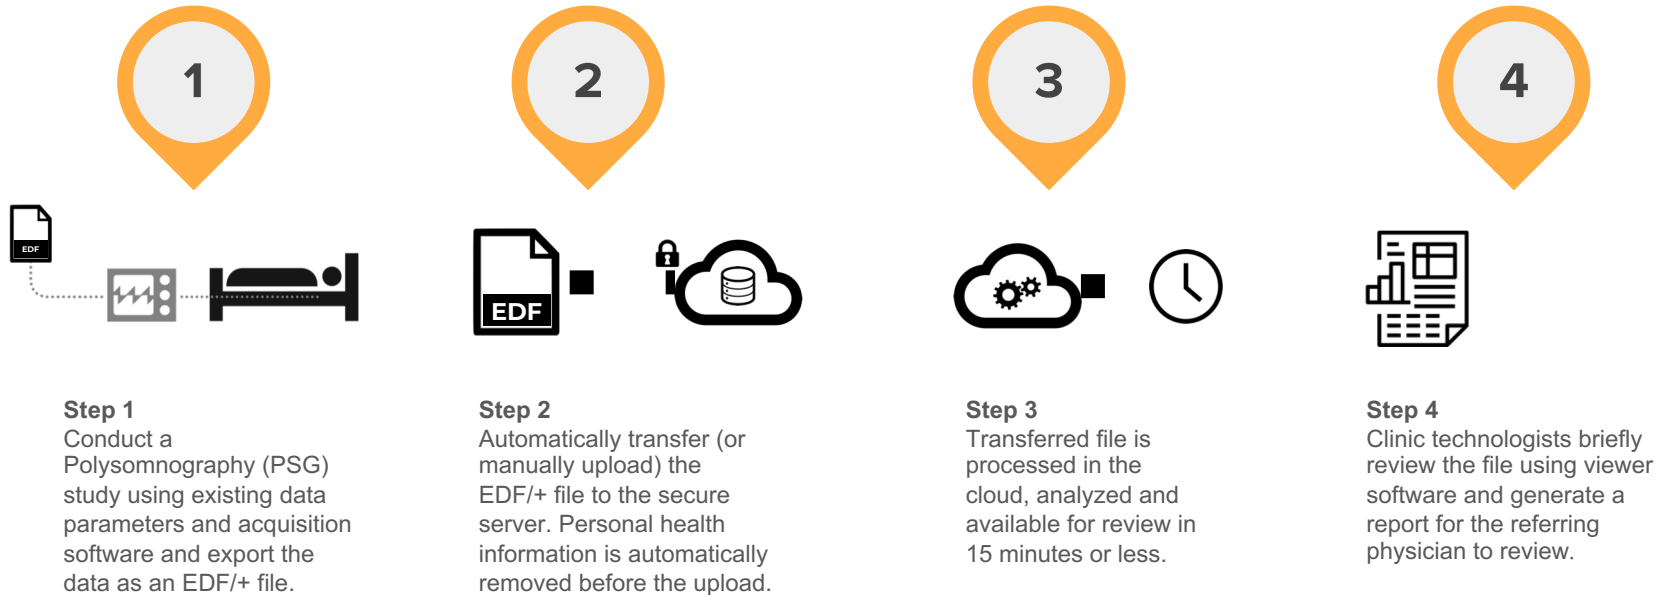 1
2
3
4
EDF
EDF
Step 1
Conduct a
Polysomnography (PSG)
study using existing data
parameters and acquisition
software and export the
data as an EDF/+ file.
Step 2
Automatically transfer (or
manually upload) the
EDF/+ file to the secure
server. Personal health
information is automatically
removed before the upload.
Step 3
Transferred file is
processed in the
cloud, analyzed and
available for review in
15 minutes or less.
Step 4
Clinic technologists briefly
review the file using viewer
software and generate a
report for the referring
physician to review.